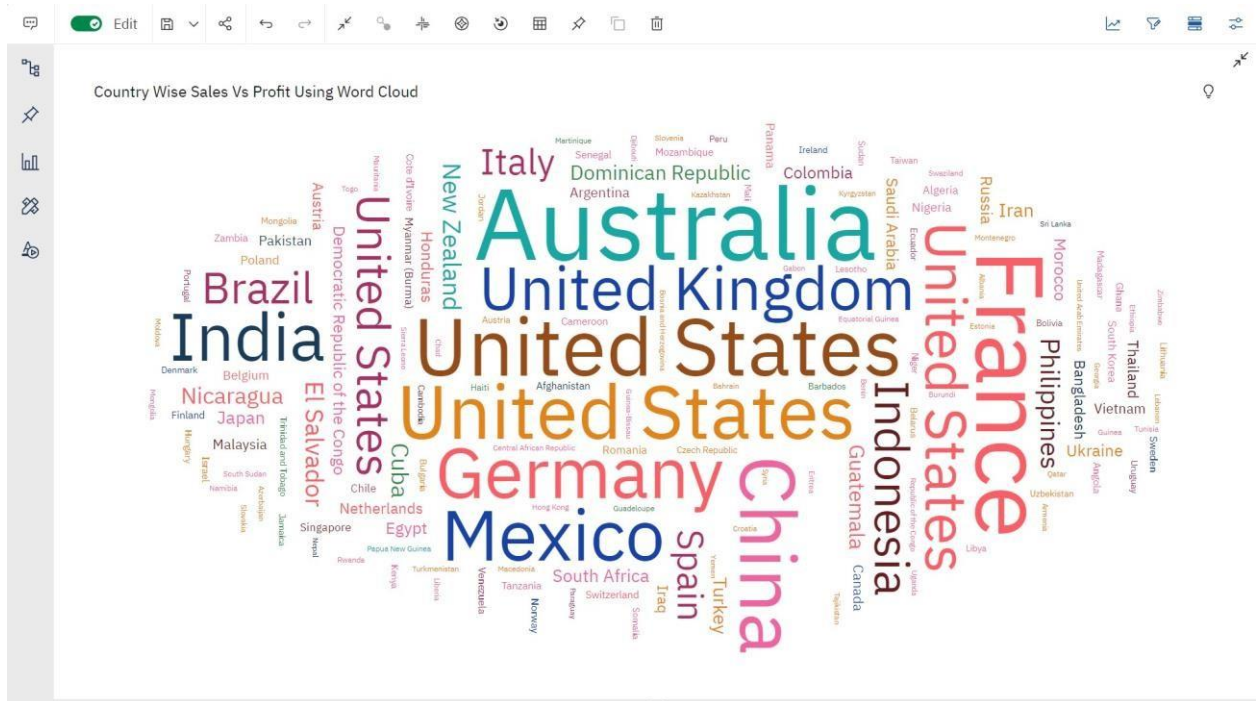 Edit
Country Wise Sales Vs Profit Using Word Cloud
Martinique
Djibouti
Slovenia
Peru
Panama
Ireland
Sudan
Taiwan
Swaziland
Italy
Senegal
Mozambique
Dominican Republic
Colombia
Mauritania
Cote d'Ivoire
New Zealand
Argentina
Kazakhstan
Mali
Kyrgyzstan
Saudi Arabia
Algeria
Nigeria
Russia
Iran
Togo
Austria
United States
Myanmar (Burma)
Jordan
Australia
Ecuador
Sri Lanka
Mongolia
Zambia
Pakistan
Poland
Democratic Republic of the Congo
Honduras
United States
Montenegro
France
Morocco
Madagascar
Portugal
Brazil
United Kingdom
Gabon
Lesotho
Albania
United Arab Emirates
Ghana
Ethiopia
Zimbabwe
Moldova
India
Sierra Leone
Chad
Austria
Cameroon
Bosnia and Herzegovina
Equatorial Guinea
Estonia
Bolivia
South Korea
United States
Niger
Philippines
Bangladesh
Georgia
Thailand
Lithuania
Denmark
Belgium
El Salvador
Cambodia
Haiti
Afghanistan
Bahrain
Barbados
Benin
Indonesia
Burundi
Mongolia
Nicaragua
Finland
Japan
Trinidad and Tobago
United States
Guinea-Bissau
Belarus
Vietnam
Lebanon
Guinea
Tunisia
Hungary
Israel
Malaysia
Cuba
Bulgaria
Central African Republic
Romania
Czech Republic
Guatemala
Ukraine
Sweden
South Sudan
Namibia
Slovakia
Azerbaijan
Jamaica
Chile
Germany
China
Syria
Eritrea
Republic of the Congo
Qatar
Uzbekistan
Armenia
Angola
Uruguay
Netherlands
Singapore
Nepal
Egypt
Hong Kong
Guadeloupe
Mexico
Spain
Croatia
Libya
Papua New Guinea
Rwanda
Kenya
Turkmenistan
Liberia
Venezuela
Macedonia
Tanzania
Norway
South Africa
Paraguay
Switzerland
Somalia
Iraq
Yemen
Turkey
Tajikistan
Canada
Uganda